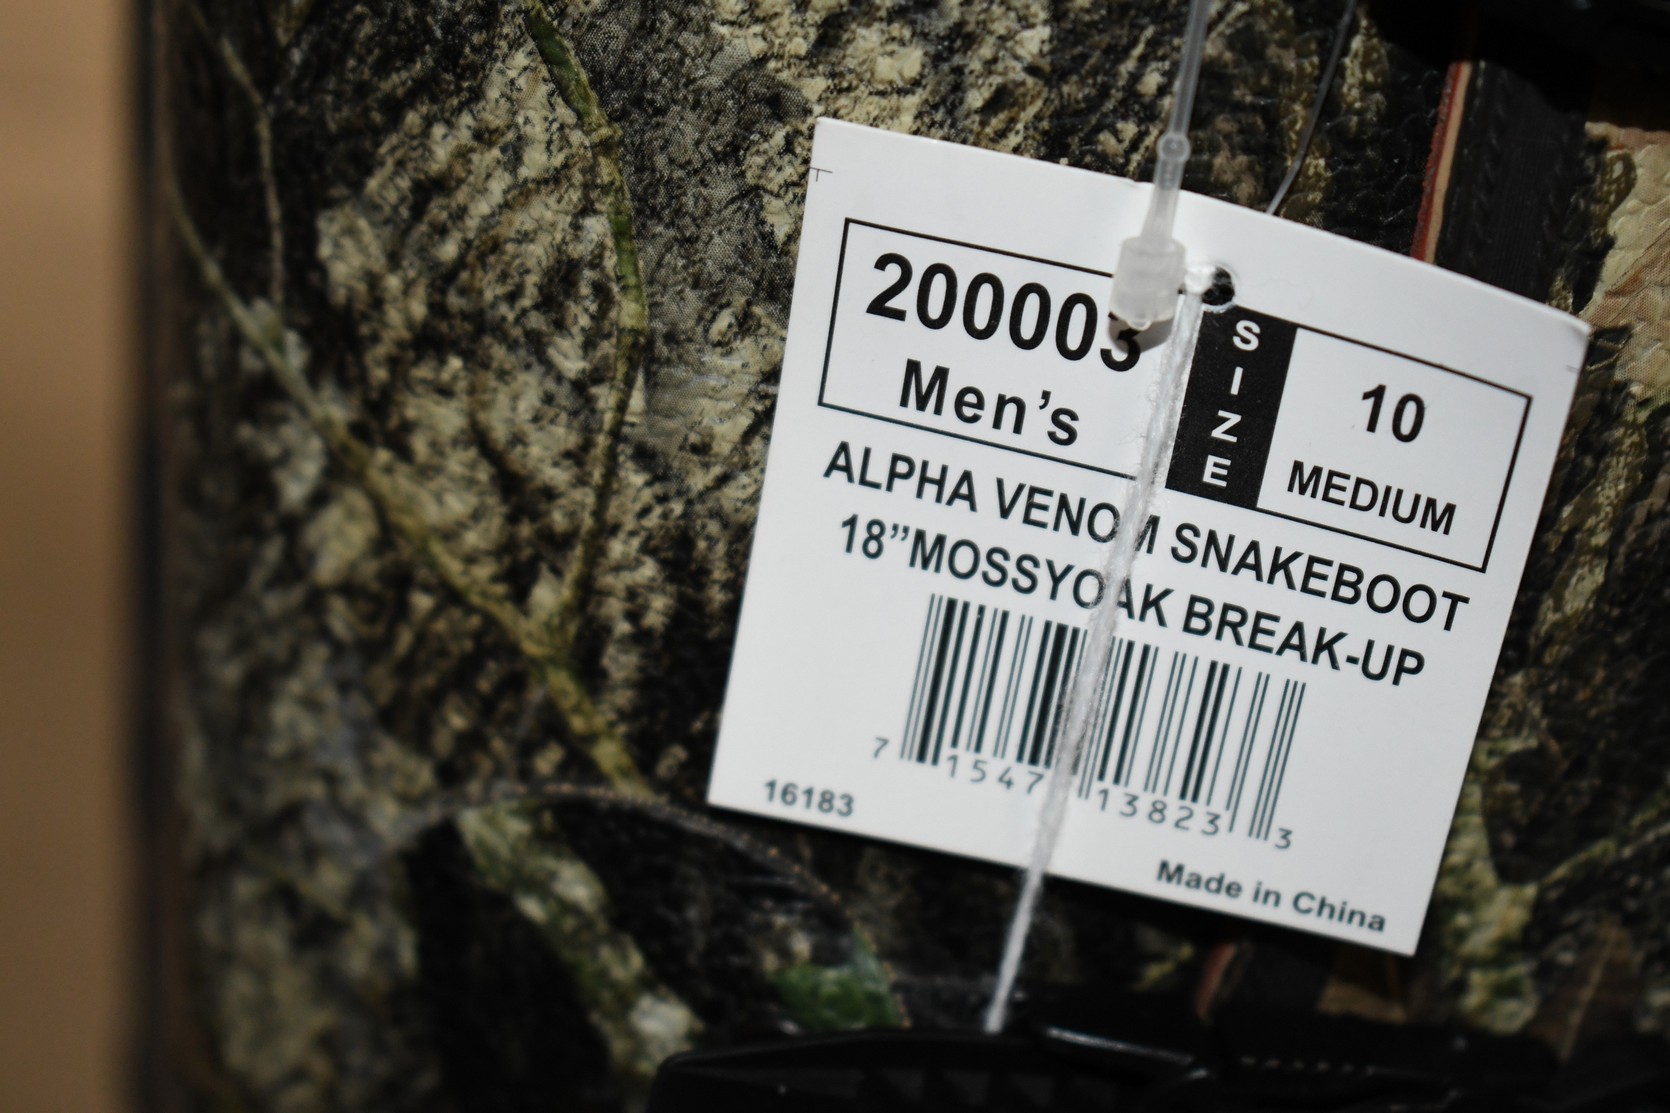 200003
Men's
SIZE
10
MEDIUM
ALPHA VENOM SNAKEBOOT
18”MOSSYOAK BREAK-UP
7 1547 13823 3
16183
Made in China